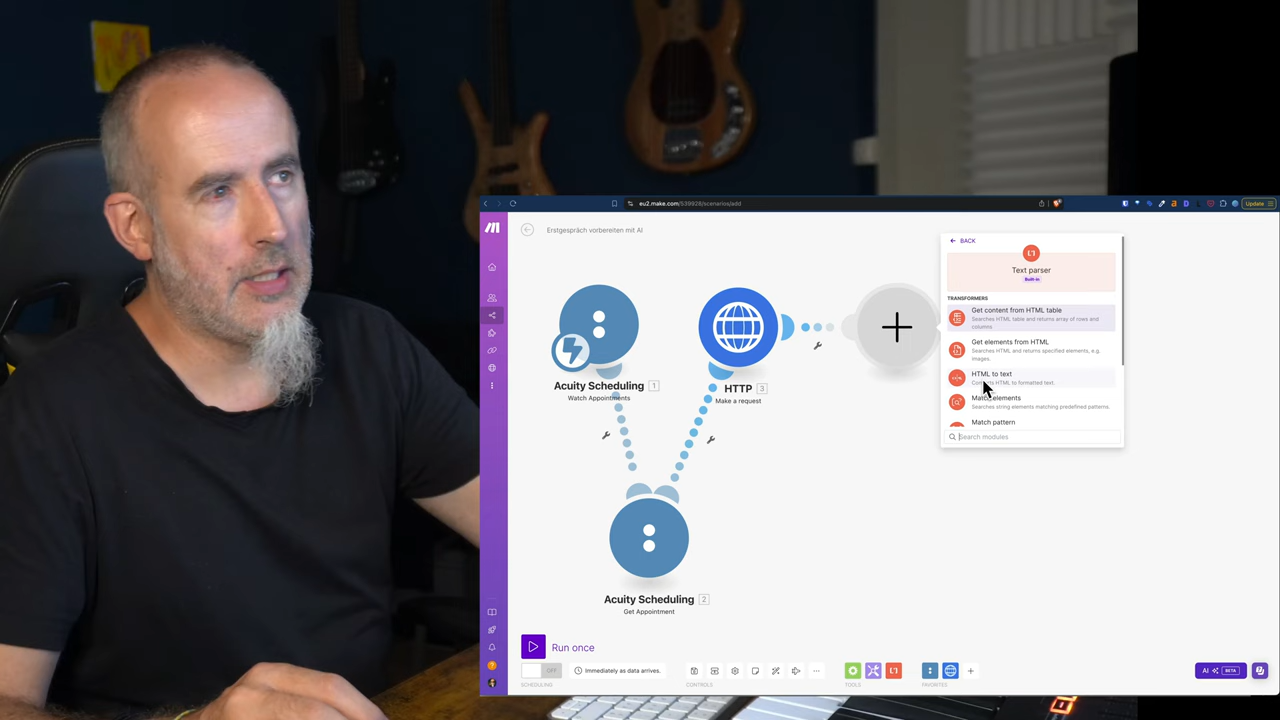 eu2.make.com/539928/scenarios/add
Update
Erstgespräch vorbereiten mit AI
BACK
Text parser
Built-in
TRANSFORMERS
Get content from HTML table
Searches HTML table and returns array of rows and
columns
Get elements from HTML
Searches HTML and returns specified elements, e.g.
images.
HTML to text
HTML to formatted text.
Match elements
Searches string elements matching predefined patterns.
Match pattern
Search modules
Acuity Scheduling 1
Watch Appointments
HTTP 3
Make a request
Acuity Scheduling 2
Get Appointment
Run once
OFF
Immediately as data arrives.
SCHEDULING
CONTROLS
TOOLS
FAVORITES
AI BETA